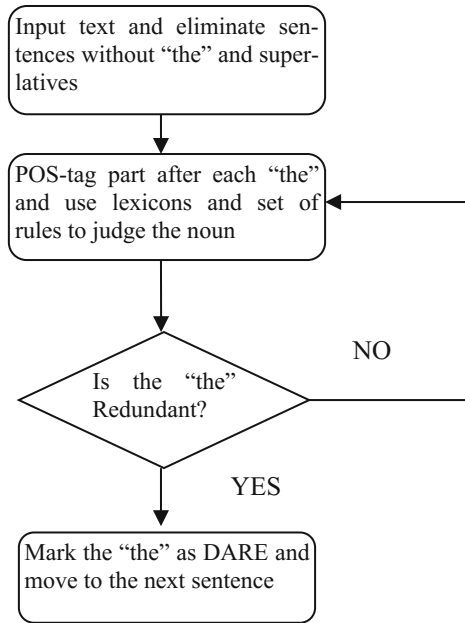 Input text and eliminate sen-
tences without “the” and super-
latives
POS-tag part after each “the”
and use lexicons and set of
rules to judge the noun
NO
Is the “the”
Redundant?
YES
Mark the “the” as DARE and
move to the next sentence